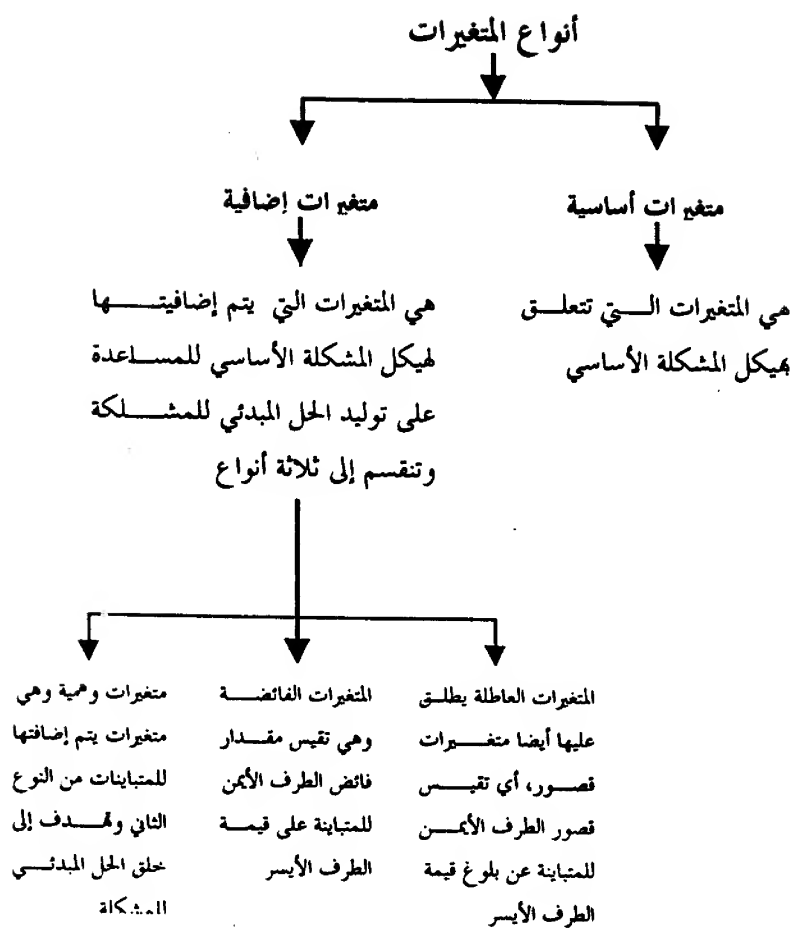 أنواع المتغيرات
متغيرات أساسية
متغيرات إضافية
هي المتغيرات التي تتعلق
بهيكل المشكلة الأساسي
هي المتغيرات التي يتم إضافيتها
لهيكل المشكلة الأساسي للمساعدة
على توليد الحل المبدئي للمشلكة
وتنقسم إلى ثلاثة أنواع
المتغيرات العاطلة يطلق
عليها أيضا متغيرات
قصور، أي تقيس
قصور الطرف الأيمن
للمتباينة عن بلوغ قيمة
الطرف الأيسر
المتغيرات الفائضة
وهي تقيس مقدار
فائض الطرف الأيمن
للمتباينة على قيمة
الطرف الأيسر
متغيرات وهمية وهي
متغيرات يتم إضافتها
للمتباينات من النوع
الثاني وتهدف إلى
خلق الحل المبدئي
للمشكلة